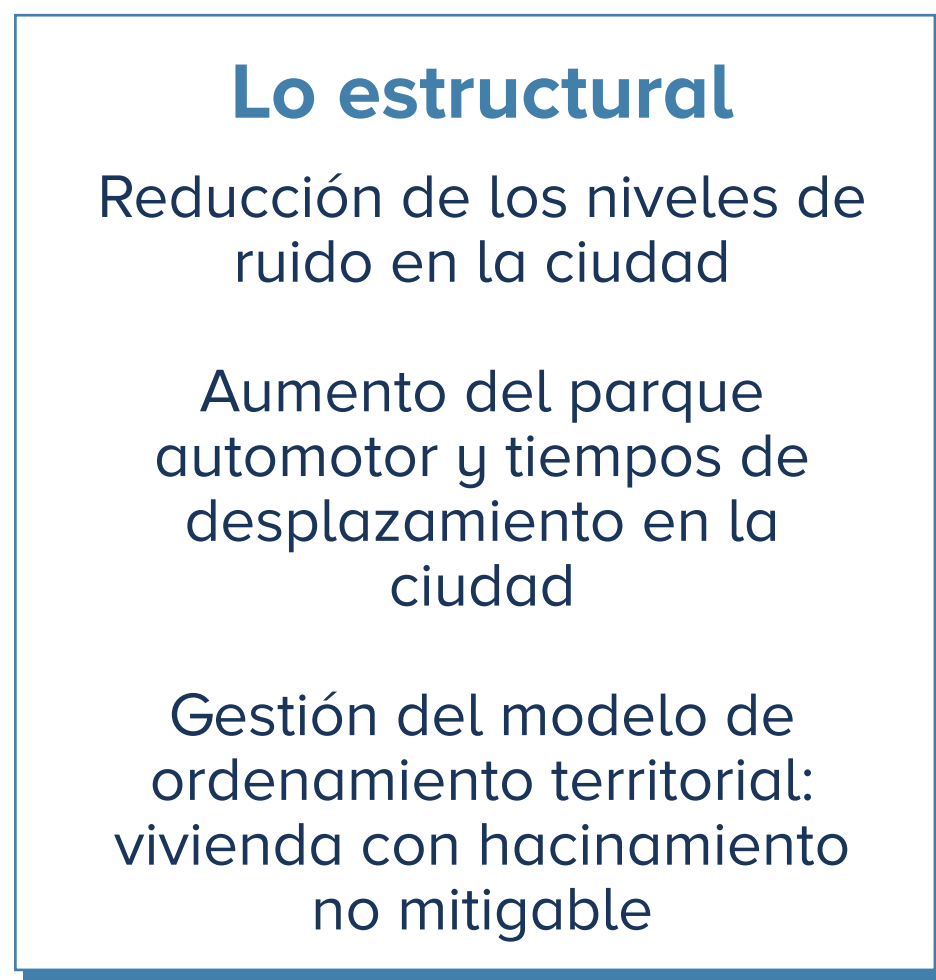 Lo estructural
Reducción de los niveles de
ruido en la ciudad
Aumento del parque
automotor y tiempos de
desplazamiento en la
ciudad
Gestión del modelo de
ordenamiento territorial:
vivienda con hacinamiento
no mitigable